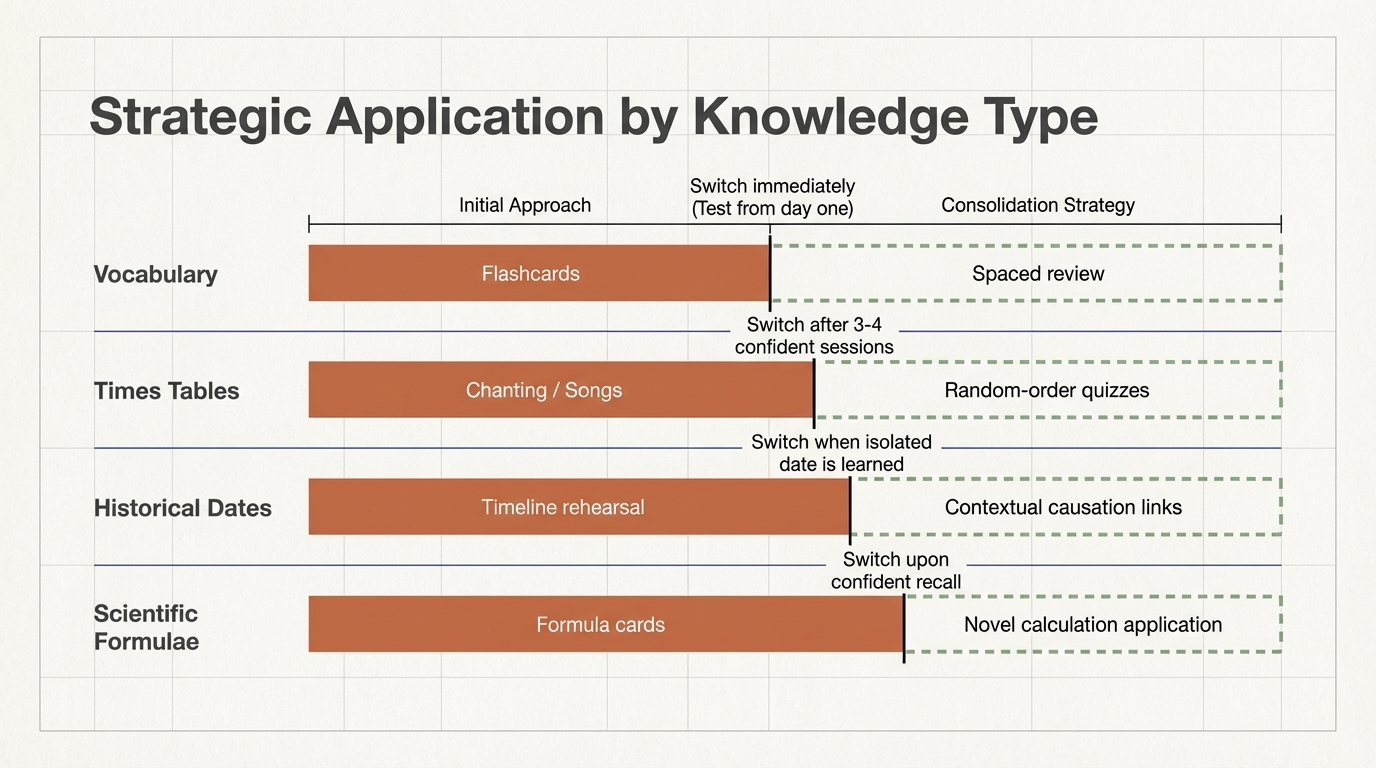 Strategic Application by Knowledge Type
Initial Approach
Switch immediately
(Test from day one)
Consolidation Strategy
Vocabulary
Flashcards
Spaced review
Switch after 3-4
confident sessions
Times Tables
Chanting / Songs
Random-order quizzes
Switch when isolated
date is learned
Historical Dates
Timeline rehearsal
Contextual causation links
Switch upon
confident recall
Scientific
Formulae
Formula cards
Novel calculation application